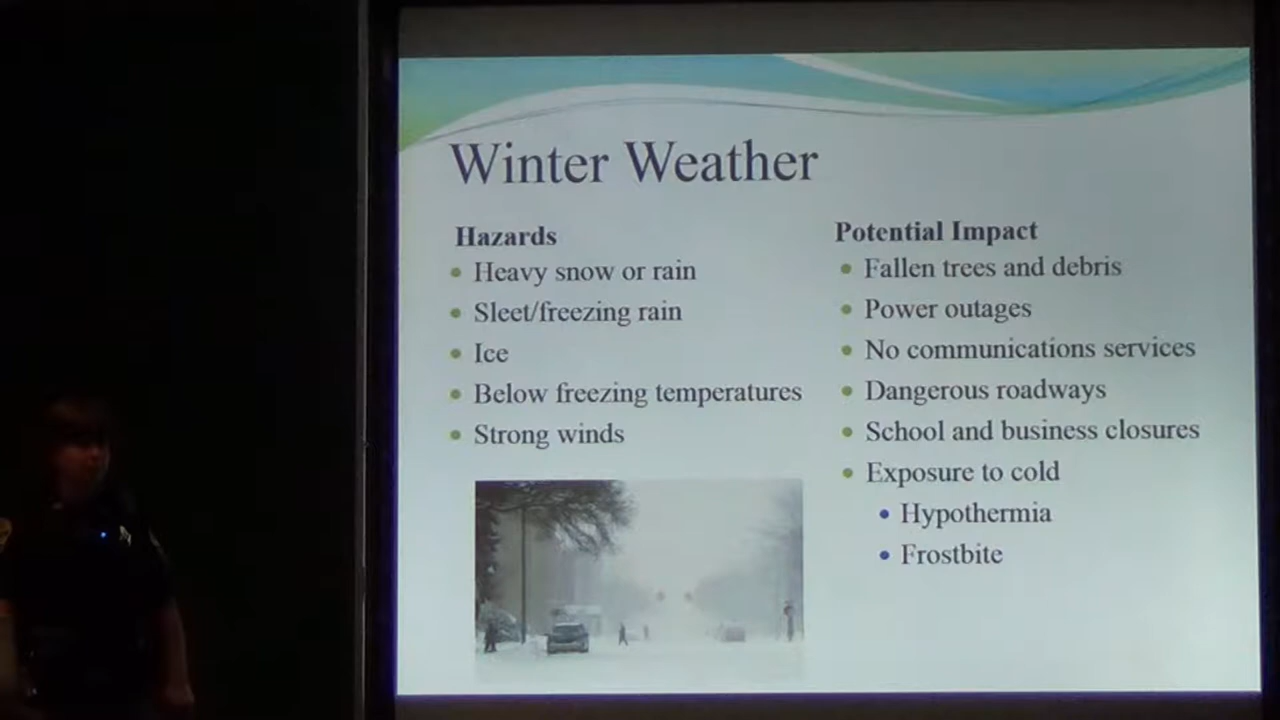 Winter Weather
Hazards
Heavy snow or rain
Sleet/freezing rain
Ice
Below freezing temperatures
Strong winds
Potential Impact
Fallen trees and debris
Power outages
No communications services
Dangerous roadways
School and business closures
Exposure to cold
Hypothermia
Frostbite